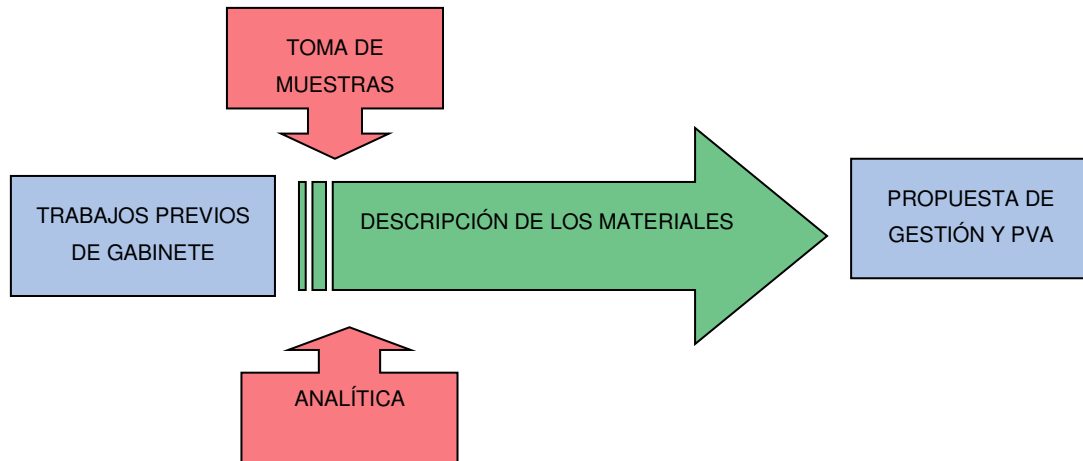 TOMA DE
MUESTRAS
TRABAJOS PREVIOS
DE GABINETE
DESCRIPCIÓN DE LOS MATERIALES
PROPUESTA DE
GESTIÓN Y PVA
ANALÍTICA